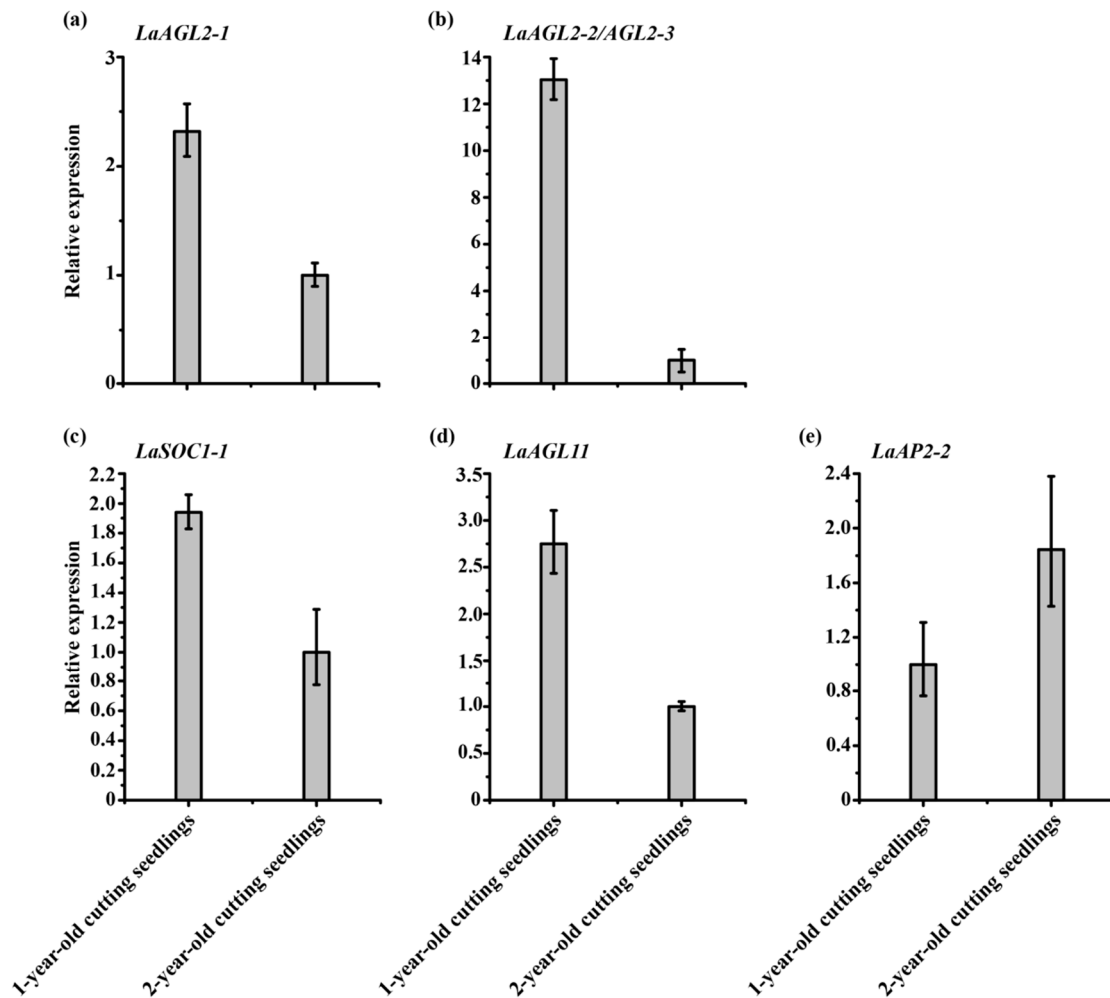 (a)
LaAGL2-1
Relative expression
3
2
1
0
(b)
LaAGL2-2/AGL2-3
14
12
10
8
6
4
2
0
(c)
LaSOC1-1
Relative expression
2.2
2.0
1.8
1.6
1.4
1.2
1.0
0.8
0.6
0.4
0.2
0
1-year-old cutting seedlings
2-year-old cutting seedlings
(d)
LaAGL11
3.5
3.0
2.5
2.0
1.5
1.0
0.5
0
1-year-old cutting seedlings
2-year-old cutting seedlings
(e)
LaAP2-2
2.4
2.0
1.6
1.2
0.8
0.4
0
1-year-old cutting seedlings
2-year-old cutting seedlings